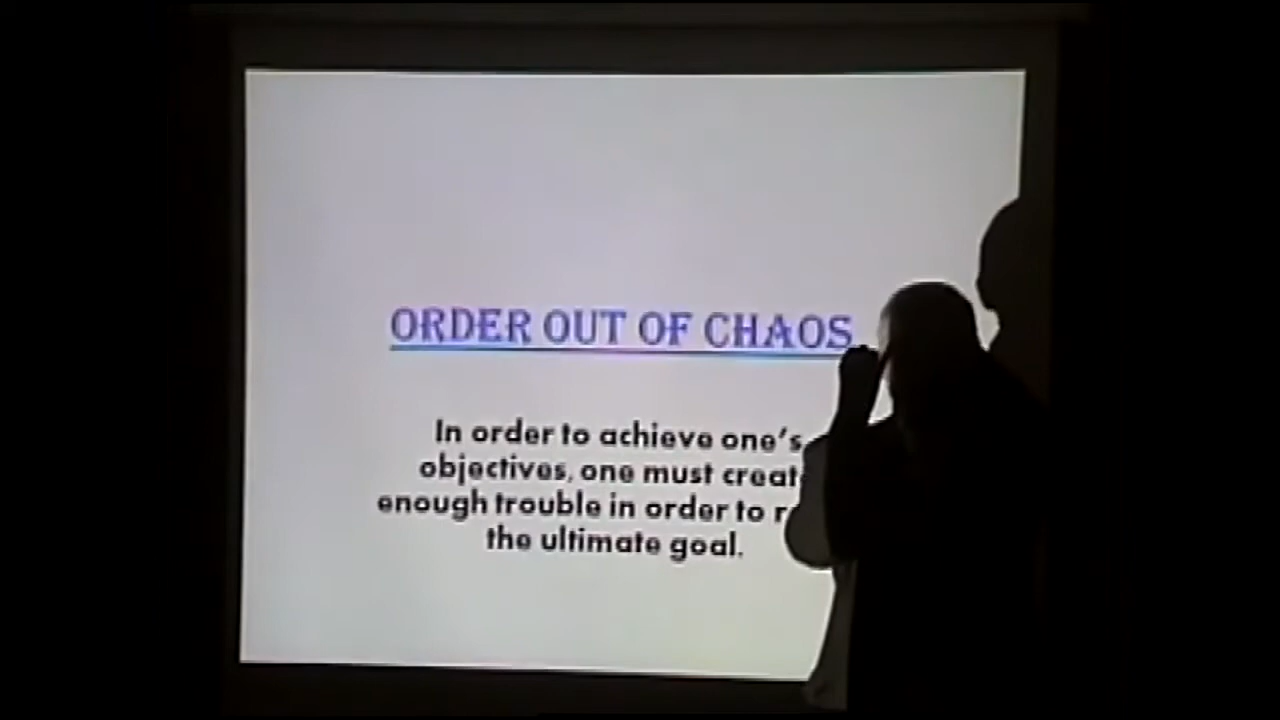 ORDER OUT OF CHAOS
In order to achieve one's
objectives, one must creat
enough trouble in order to r
the ultimate goal.